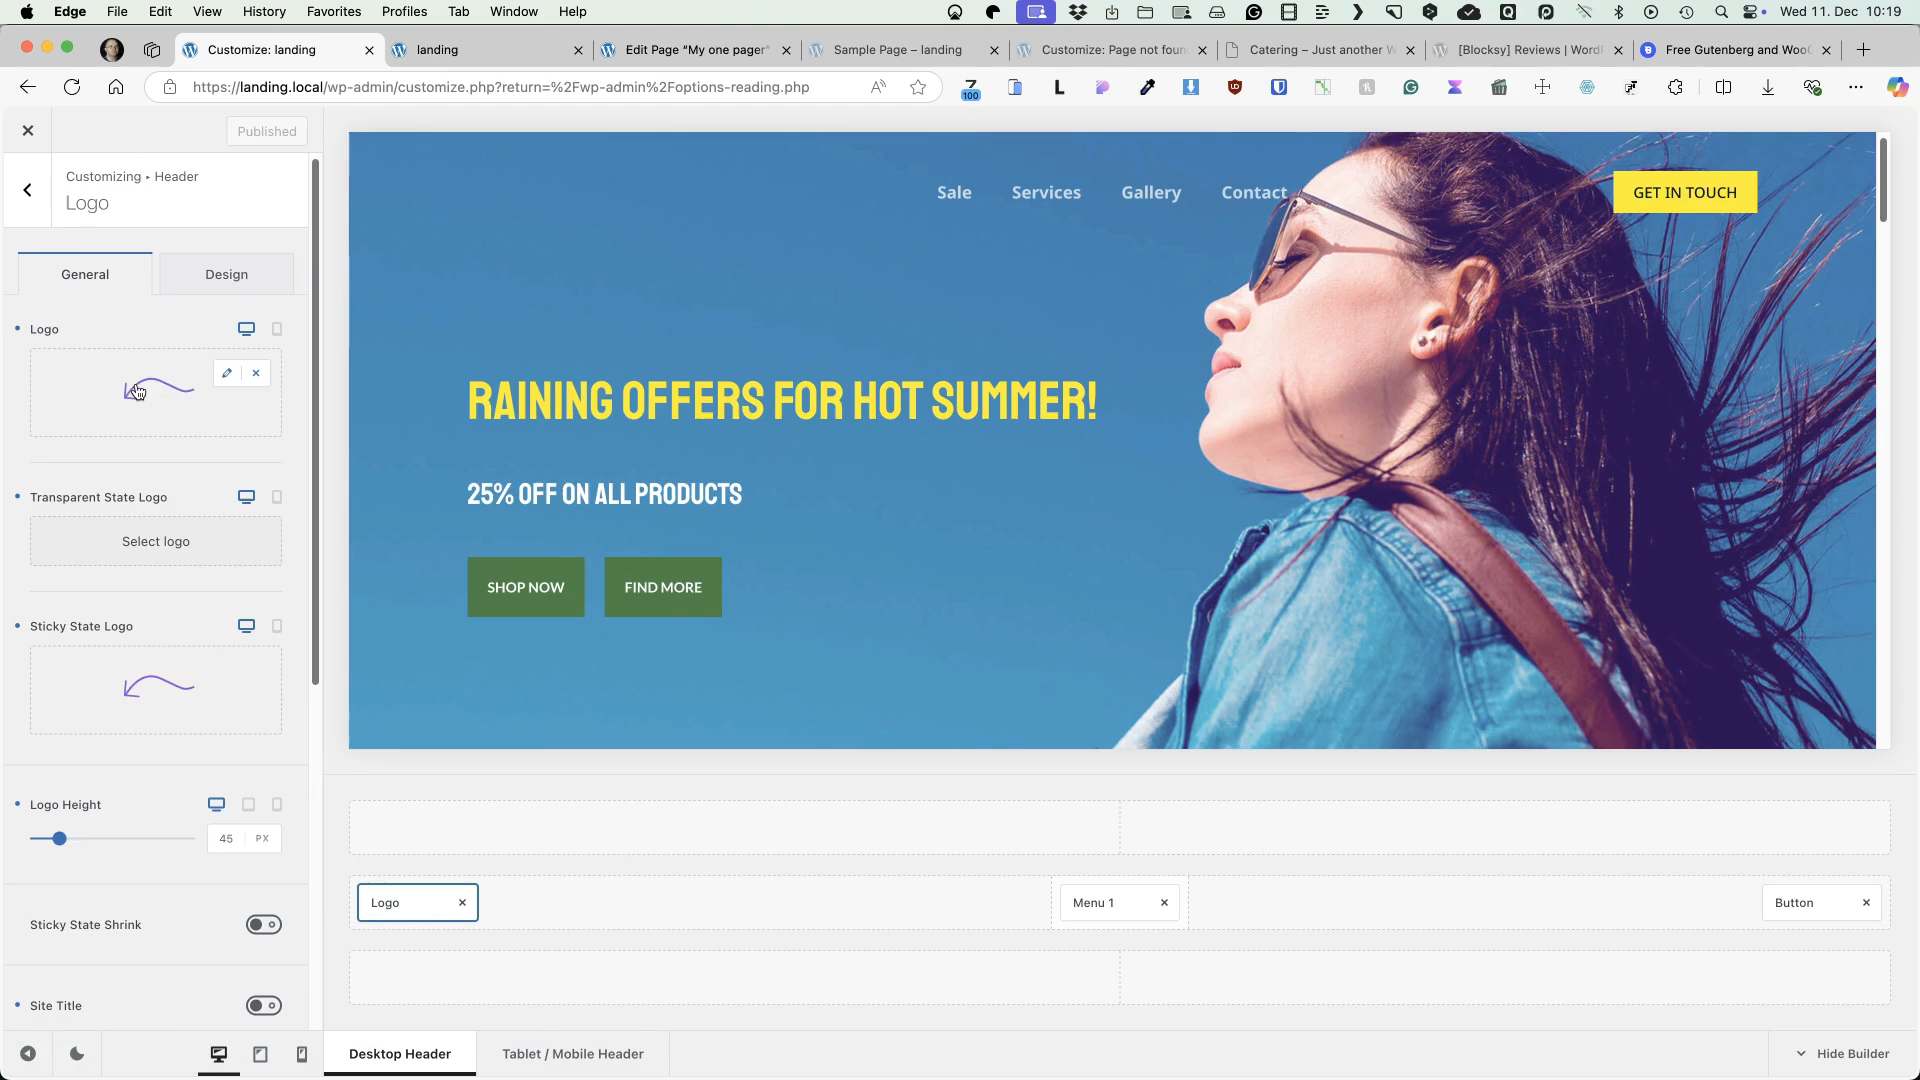 Edge File Edit View History Favorites Profiles Tab Window Help
Wed 11. Dec 10:19
Customize: landing
landing
Edit Page “My one pager”
Sample Page – landing
Customize: Page not foun
Catering – Just another W
[Blocksy] Reviews | WordP
Free Gutenberg and WooC
https://landing.local/wp-admin/customize.php?return=%2Fwp-admin%2Foptions-reading.php
100
Published
Customizing ▸ Header
Logo
General
Design
Logo
Transparent State Logo
Select logo
Sticky State Logo
Logo Height
45 PX
Sticky State Shrink
Site Title
Sale
Services
Gallery
Contact
GET IN TOUCH
RAINING OFFERS FOR HOT SUMMER!
25% OFF ON ALL PRODUCTS
SHOP NOW
FIND MORE
Logo
Menu 1
Button
Desktop Header
Tablet / Mobile Header
Hide Builder